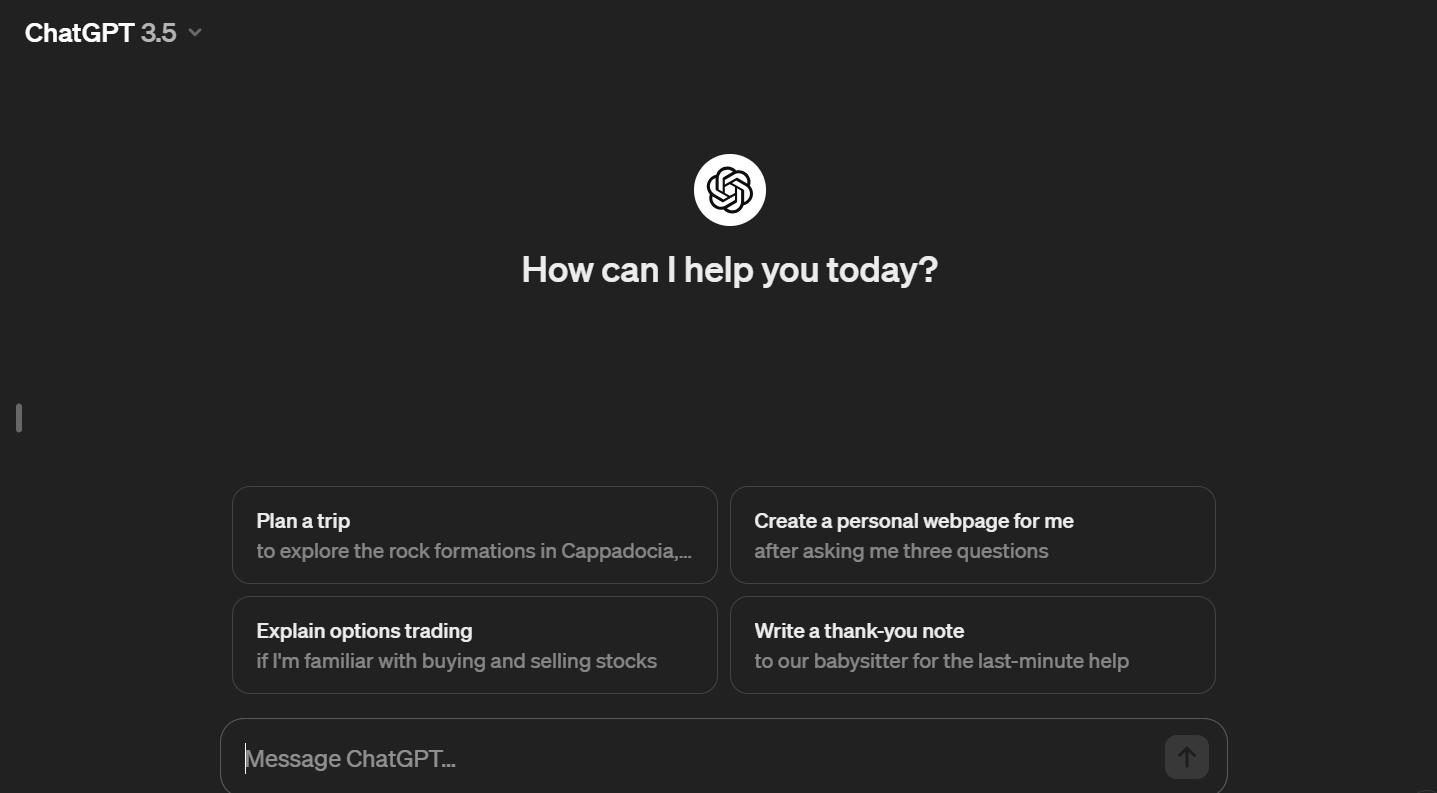 ChatGPT 3.5
How can I help you today?
Plan a trip
to explore the rock formations in Cappadocia,...
Create a personal webpage for me
after asking me three questions
Explain options trading
if I'm familiar with buying and selling stocks
Write a thank-you note
to our babysitter for the last-minute help
Message ChatGPT...